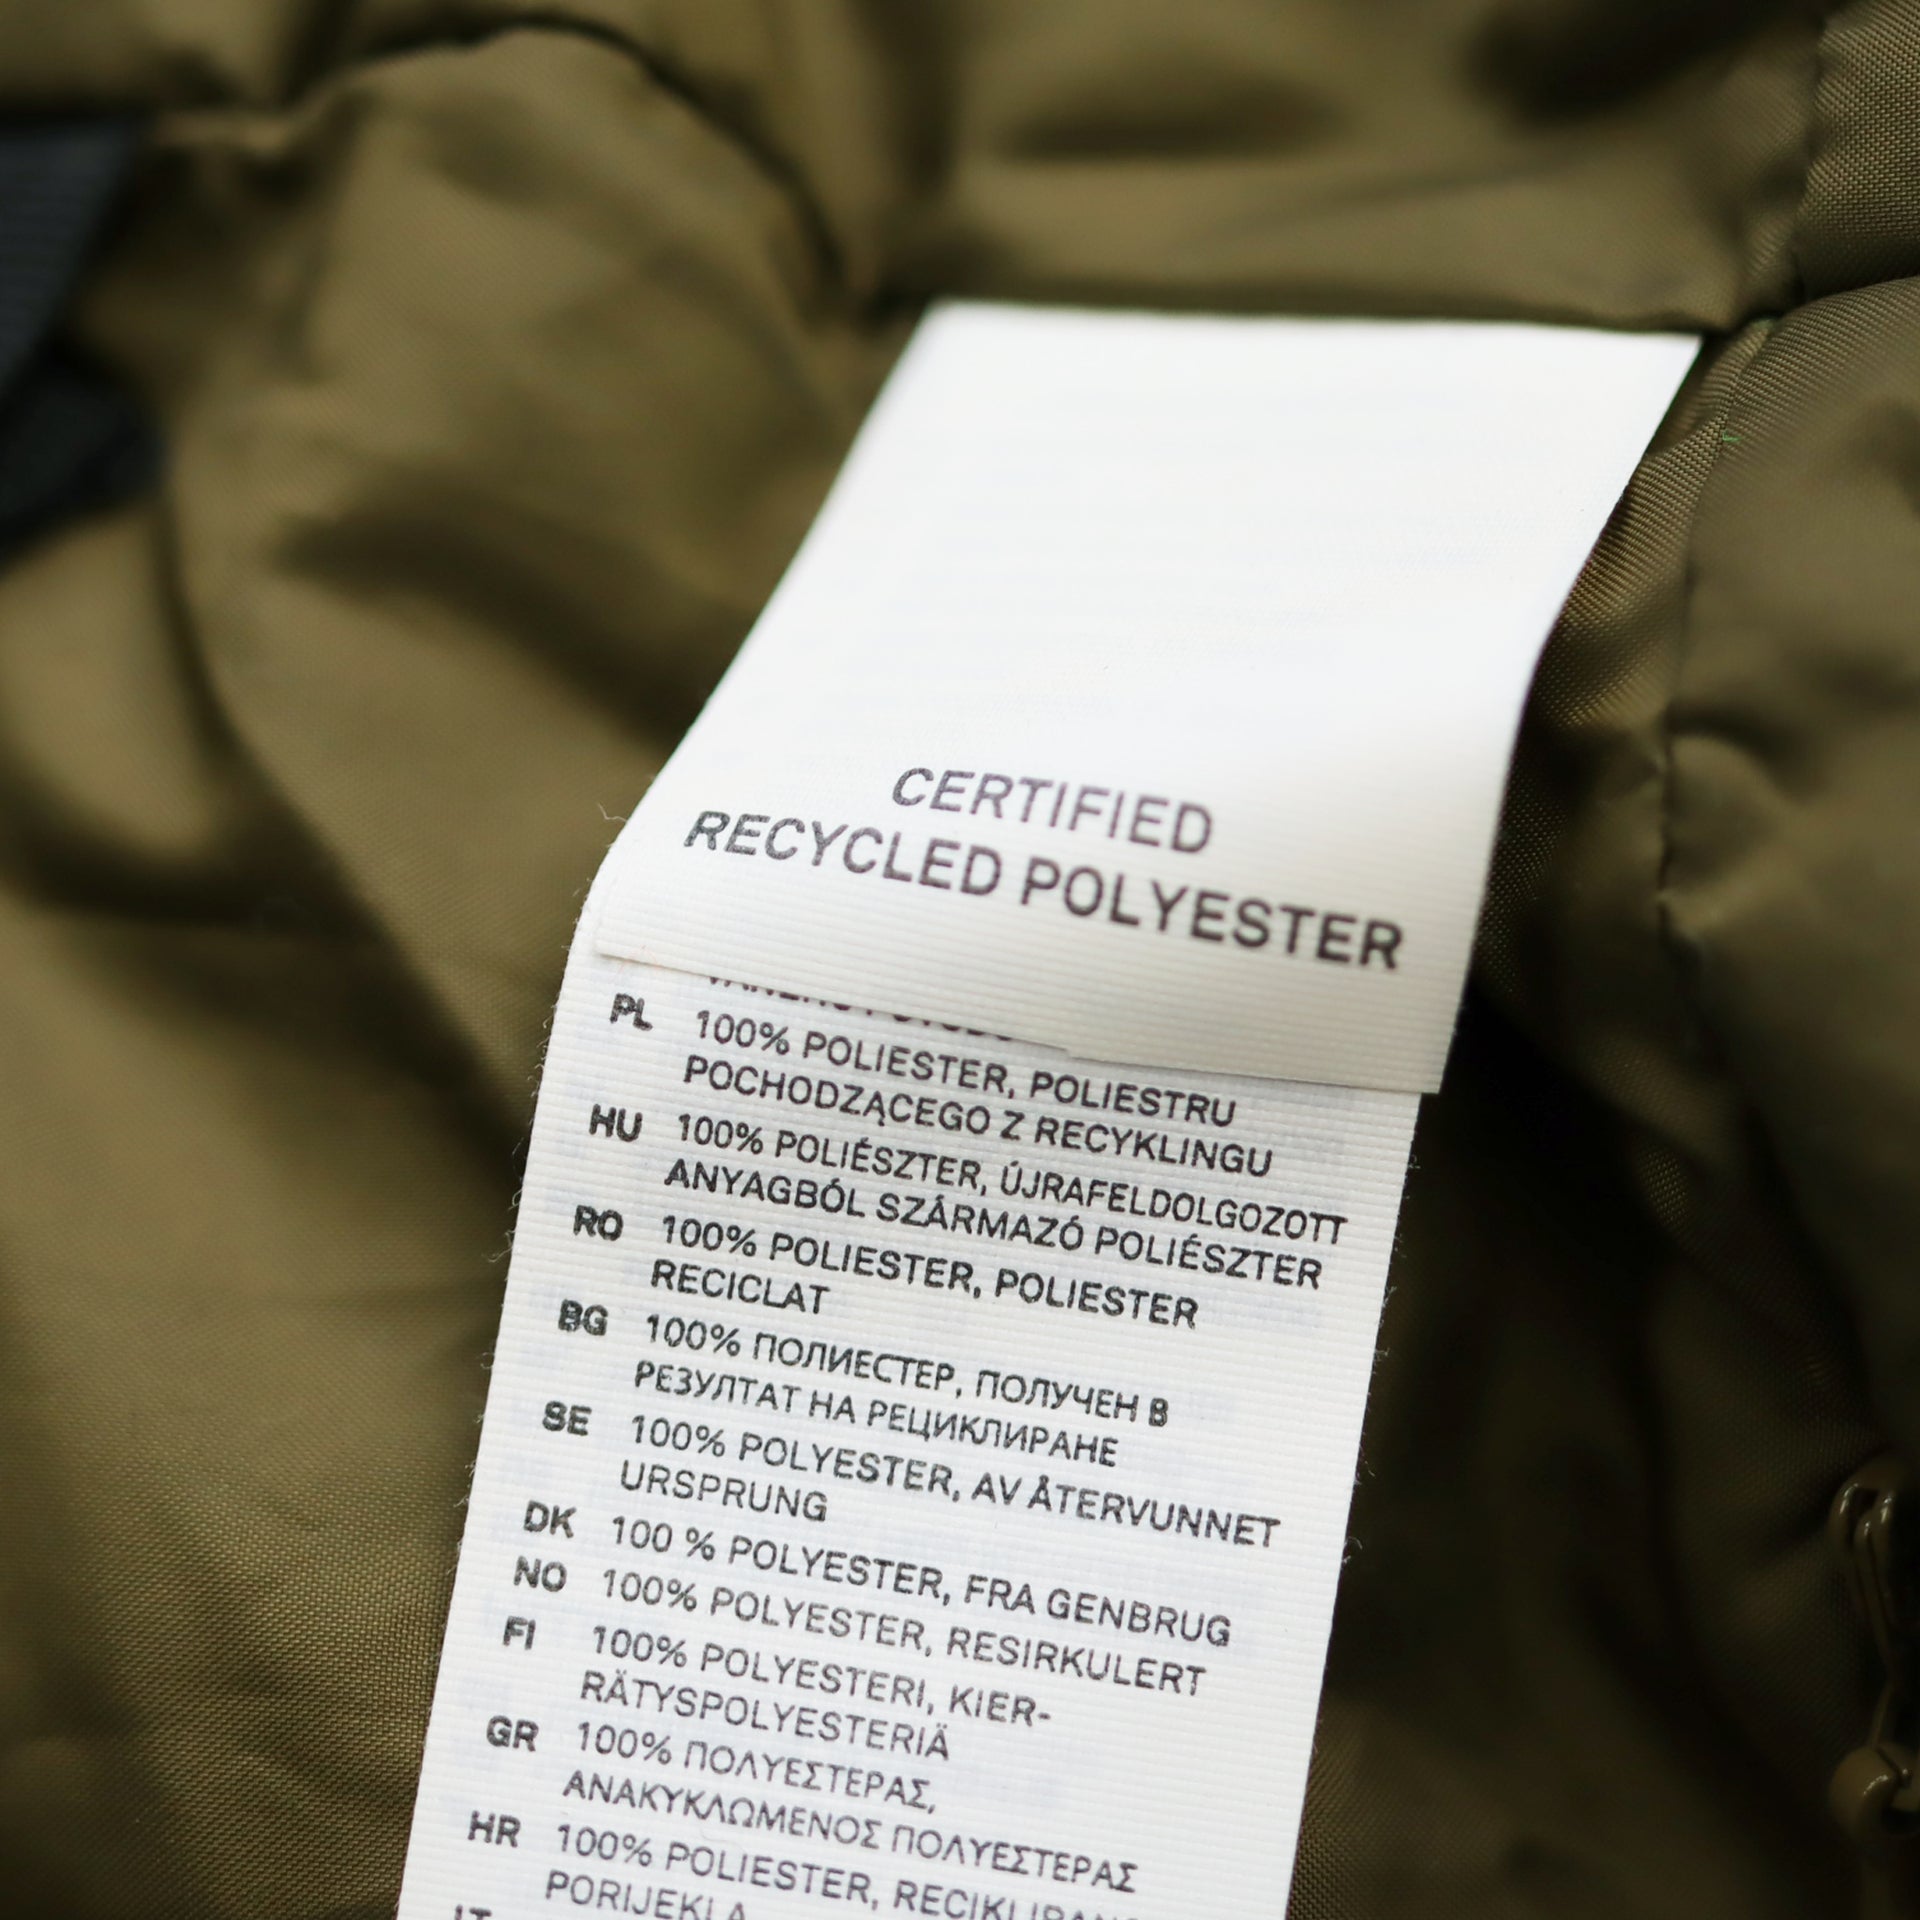 CERTIFIED
RECYCLED POLYESTER
PL 100% POLIESTER, POLIESTRU
POCHODZĄCEGO Z RECYKLINGU
HU 100% POLIÉSZTER, ÚJRAFELDOLGOZOTT
ANYAGBÓL SZÁRMAZÓ POLIÉSZTER
RO 100% POLIESTER, POLIESTER
RECICLAT
BG 100% ПОЛИЕСТЕР, ПОЛУЧЕН В
РЕЗУЛТАТ НА РЕЦИКЛИРАНЕ
SE 100% POLYESTER, AV ÅTERVUNNET
URSPRUNG
DK 100 % POLYESTER, FRA GENBRUG
NO 100% POLYESTER, RESIRKULERT
FI 100% POLYESTERI, KIER-
RÄTYSPOLYESTERIÄ
GR 100% ΠΟΛΥΕΣΤΕΡΑΣ,
ΑΝΑΚΥΚΛΩΜΕΝΟΣ ΠΟΛΥΕΣΤΕΡΑΣ
HR 100% POLIESTER,
PORIJEKLA